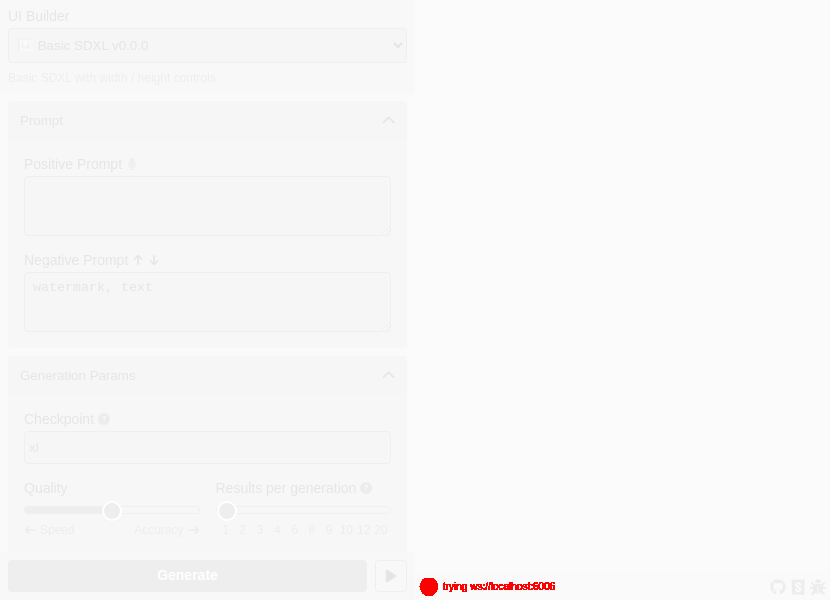 UI Builder
Basic SDXL v0.0.0
Basic SDXL with width / height controls
Prompt
Positive Prompt
Negative Prompt
watermark, text
Generation Params
Checkpoint
xl
Quality
Results per generation
← Speed
Accuracy →
1 2 3 4 6 8 9 10 12 20
Generate
trying ws://localhost:6006